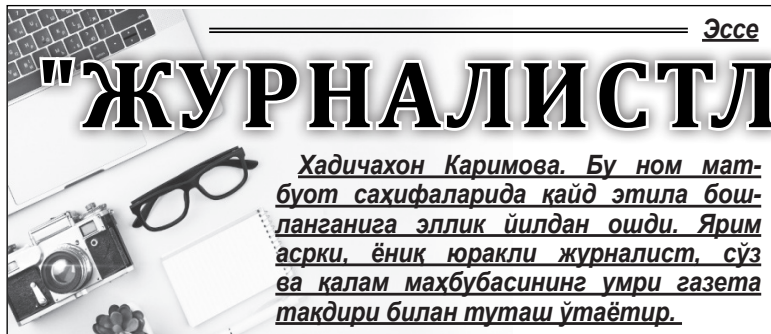 Эссе
"ЖУРНАЛИСТЛ
Хадичахон Каримова. Бу ном мат-
буот саҳифаларида қайд этила бош-
ланганига эллик йилдан ошди. Ярим
асрки, ёниқ юракли журналист, сўз
ва қалам маҳбубасининг умри газета
тақдири билан туташ ўтаётир.